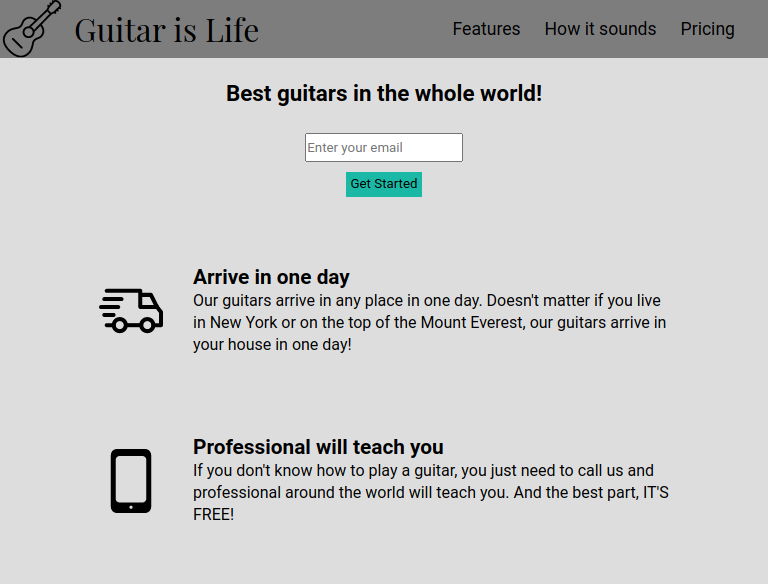 Guitar is Life
Features How it sounds Pricing
Best guitars in the whole world!
Enter your email
Get Started
Arrive in one day
Our guitars arrive in any place in one day. Doesn't matter if you live
in New York or on the top of the Mount Everest, our guitars arrive in
your house in one day!
Professional will teach you
If you don't know how to play a guitar, you just need to call us and
professional around the world will teach you. And the best part, IT'S
FREE!